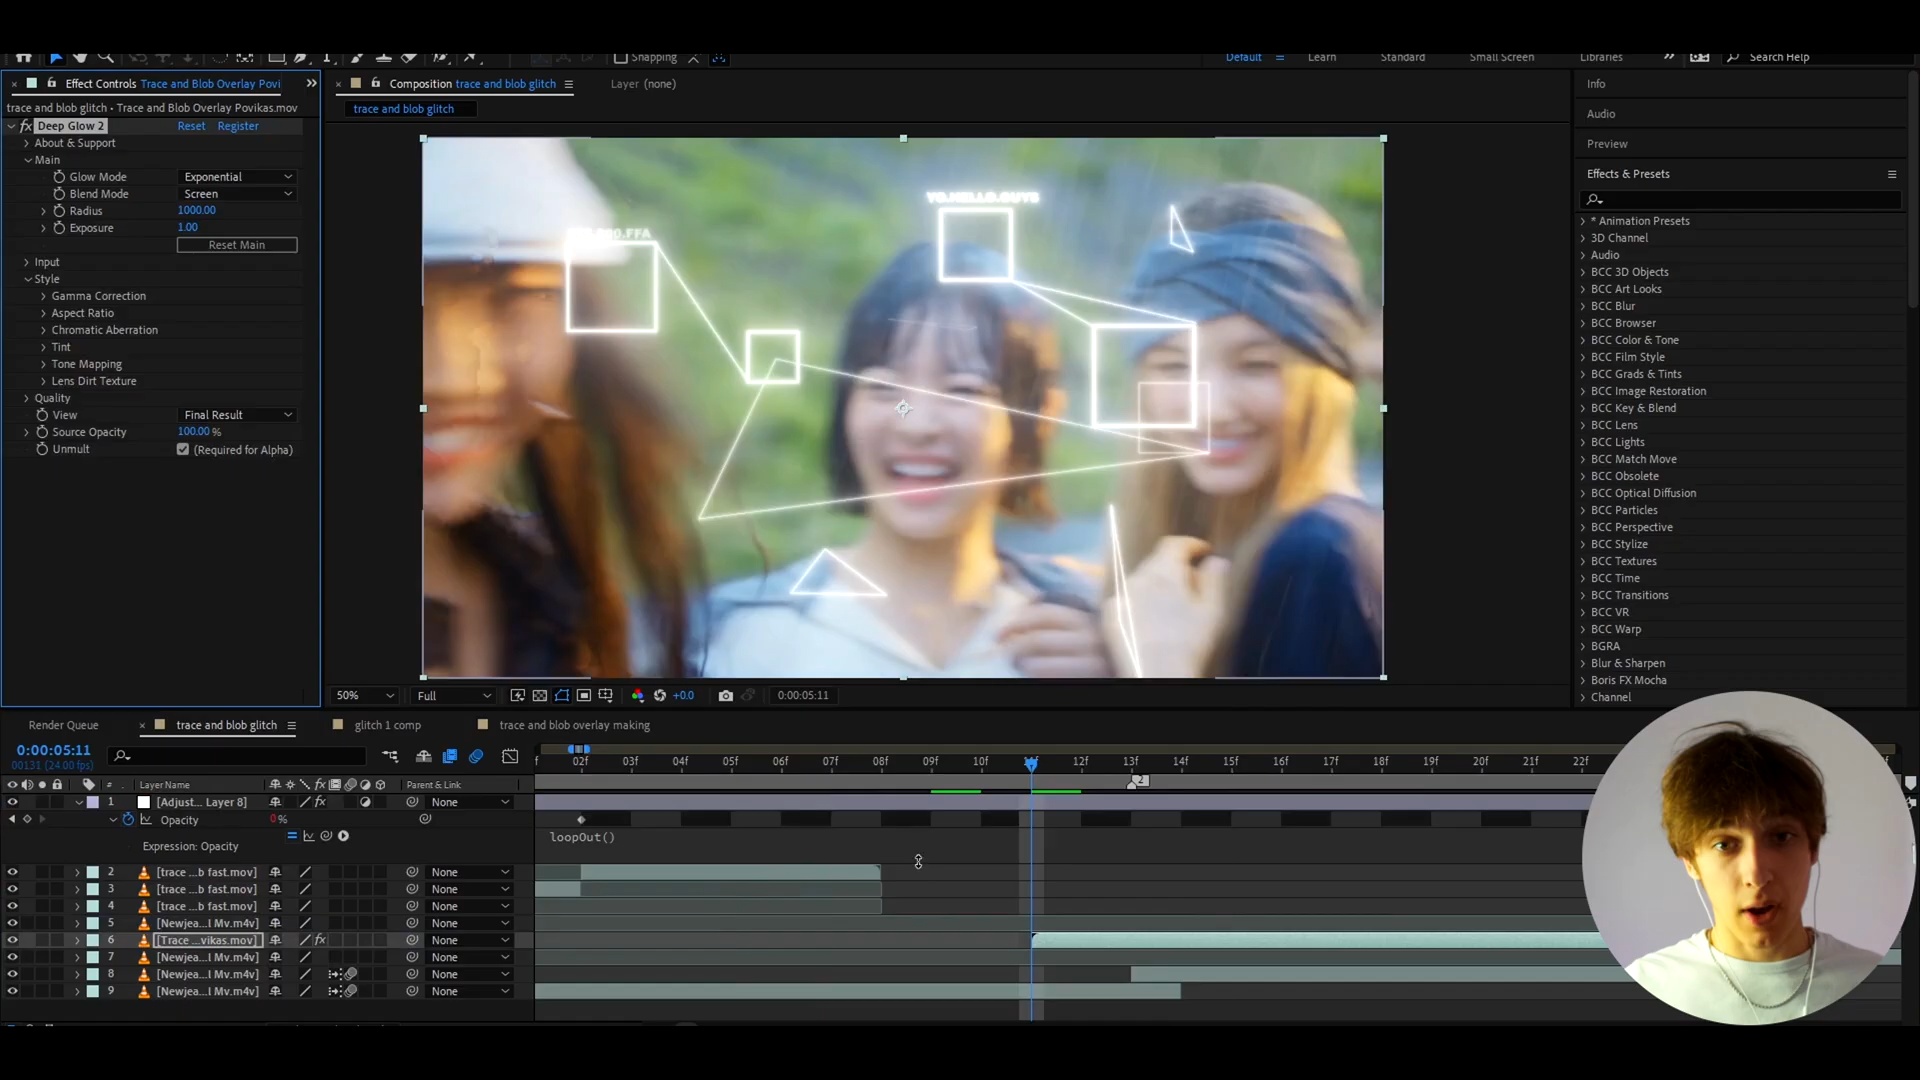 Snapping
Default
Learn
Standard
Small Screen
Libraries
Search Help
Effect Controls Trace and Blob Overlay Povi
trace and blob glitch • Trace and Blob Overlay Povikas.mov
fx Deep Glow 2 Reset Register
About & Support
Main
Glow Mode Exponential
Blend Mode Screen
Radius 1000.00
Exposure 1.00
Reset Main
Input
Style
Gamma Correction
Aspect Ratio
Chromatic Aberration
Tint
Tone Mapping
Lens Dirt Texture
Quality
View Final Result
Source Opacity 100.00 %
Unmult (Required for Alpha)
Composition trace and blob glitch
Layer (none)
trace and blob glitch
YO.HELLO.GUYS
50% Full +0.0 0:00:05:11
Info
Audio
Preview
Effects & Presets
* Animation Presets
3D Channel
Audio
BCC 3D Objects
BCC Art Looks
BCC Blur
BCC Browser
BCC Color & Tone
BCC Film Style
BCC Grads & Tints
BCC Image Restoration
BCC Key & Blend
BCC Lens
BCC Lights
BCC Match Move
BCC Obsolete
BCC Optical Diffusion
BCC Particles
BCC Perspective
BCC Stylize
BCC Textures
BCC Time
BCC Transitions
BCC VR
BCC Warp
BGRA
Blur & Sharpen
Boris FX Mocha
Channel
Render Queue
trace and blob glitch
glitch 1 comp
trace and blob overlay making
0:00:05:11
00131 (24.00 fps)
02f 03f 04f 05f 06f 07f 08f 09f 10f 12f 13f 14f 15f 16f 17f 18f 19f 20f 21f 22f
2
# Layer Name fx Parent & Link
1 [Adjust... Layer 8] fx None
Opacity 0 %
loopOut()
Expression: Opacity
2 [trace ...b fast.mov] None
3 [trace ...b fast.mov] None
4 [trace ...b fast.mov] None
5 [Newjea...l Mv.m4v] None
6 [Trace ...vikas.mov] fx None
7 [Newjea...l Mv.m4v] None
8 [Newjea...l Mv.m4v] None
9 [Newjea...l Mv.m4v] None